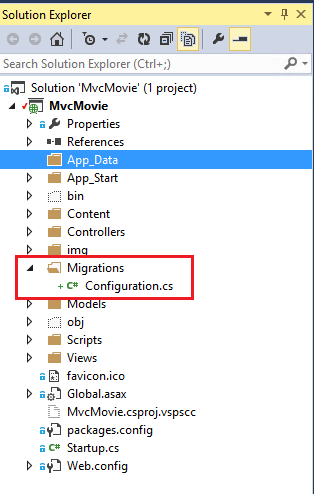 Solution Explorer
Search Solution Explorer (Ctrl+;)
Solution 'MvcMovie' (1 project)
MvcMovie
Properties
References
App_Data
App_Start
bin
Content
Controllers
img
Migrations
+ C# Configuration.cs
Models
obj
Scripts
Views
favicon.ico
Global.asax
MvcMovie.csproj.vspscc
packages.config
C# Startup.cs
Web.config